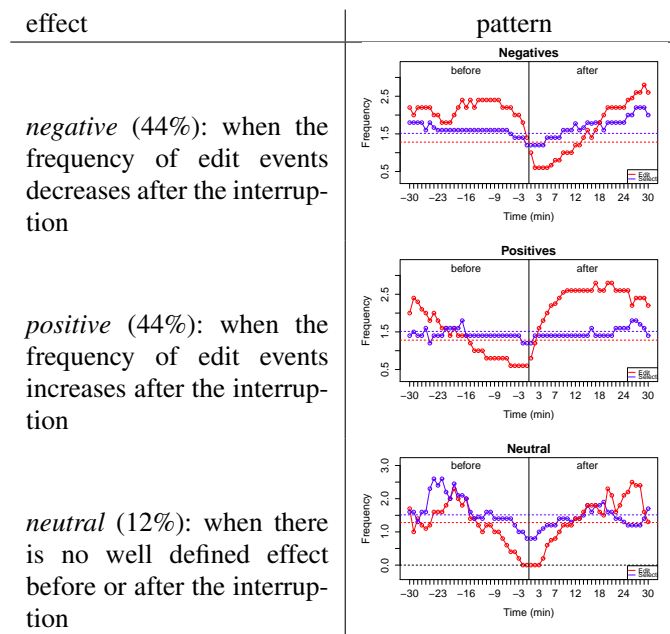 effect pattern
negative (44%): when the
frequency of edit events
decreases after the interrup-
tion
Negatives
before after
Frequency
2.5
1.5
0.5
Edit
Select
−30 −23 −16 −9 −3 3 7 12 18 24 30
Time (min)
positive (44%): when the
frequency of edit events
increases after the interrup-
tion
Positives
before after
Frequency
2.5
1.5
0.5
Edit
Select
−30 −23 −16 −9 −3 3 7 12 18 24 30
Time (min)
neutral (12%): when there
is no well defined effect
before or after the interrup-
tion
Neutral
before after
Frequency
3.0
2.0
1.0
0.0
Edit
Select
−30 −23 −16 −9 −3 3 7 12 18 24 30
Time (min)